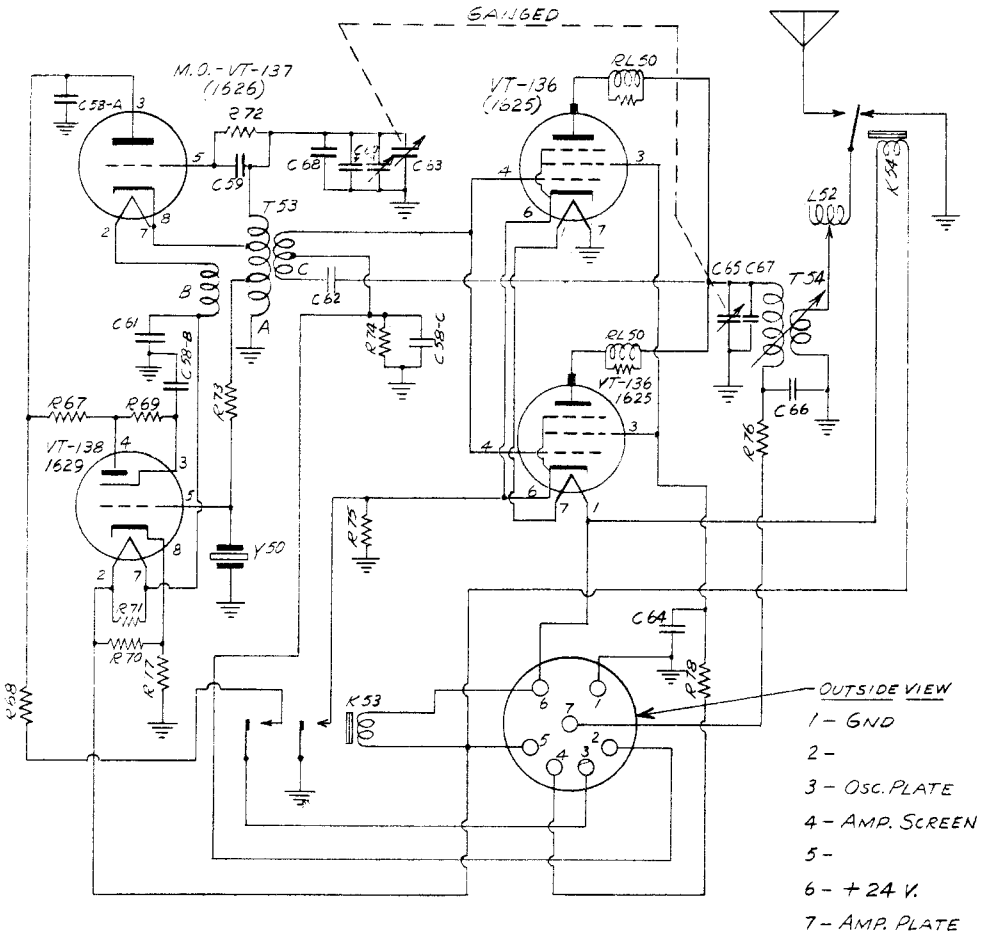 GANGED
M.O.-VT-137
(1626)
VT-136
(1625)
RL50
C58-A
3
R72
5
C59
C68
C63
4
3
K54
2
7
8
T53
6
7
L52
B
C
C62
C65
C67
T54
C61
A
R74
C58-C
RL50
C58-B
VT-136
1625
C66
R67
R69
R73
4
3
R76
VT-138
1629
4
3
5
6
7
1
R75
8
Y50
2
7
R71
C64
R70
R77
R78
R68
K53
6
1
OUTSIDE VIEW
7
1 - GND
5
2
2 -
4
3
3 - OSC. PLATE
4 - AMP. SCREEN
5 -
6 - + 24 V.
7 - AMP. PLATE